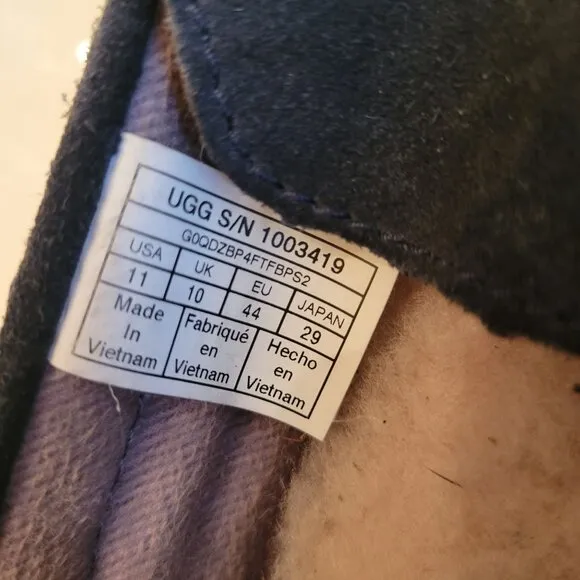 UGG S/N 1003419
G0QDZBP4FTFBPS2
USA UK EU JAPAN
11 10 44 29
Made In Vietnam
Fabriqué en Vietnam
Hecho en Vietnam